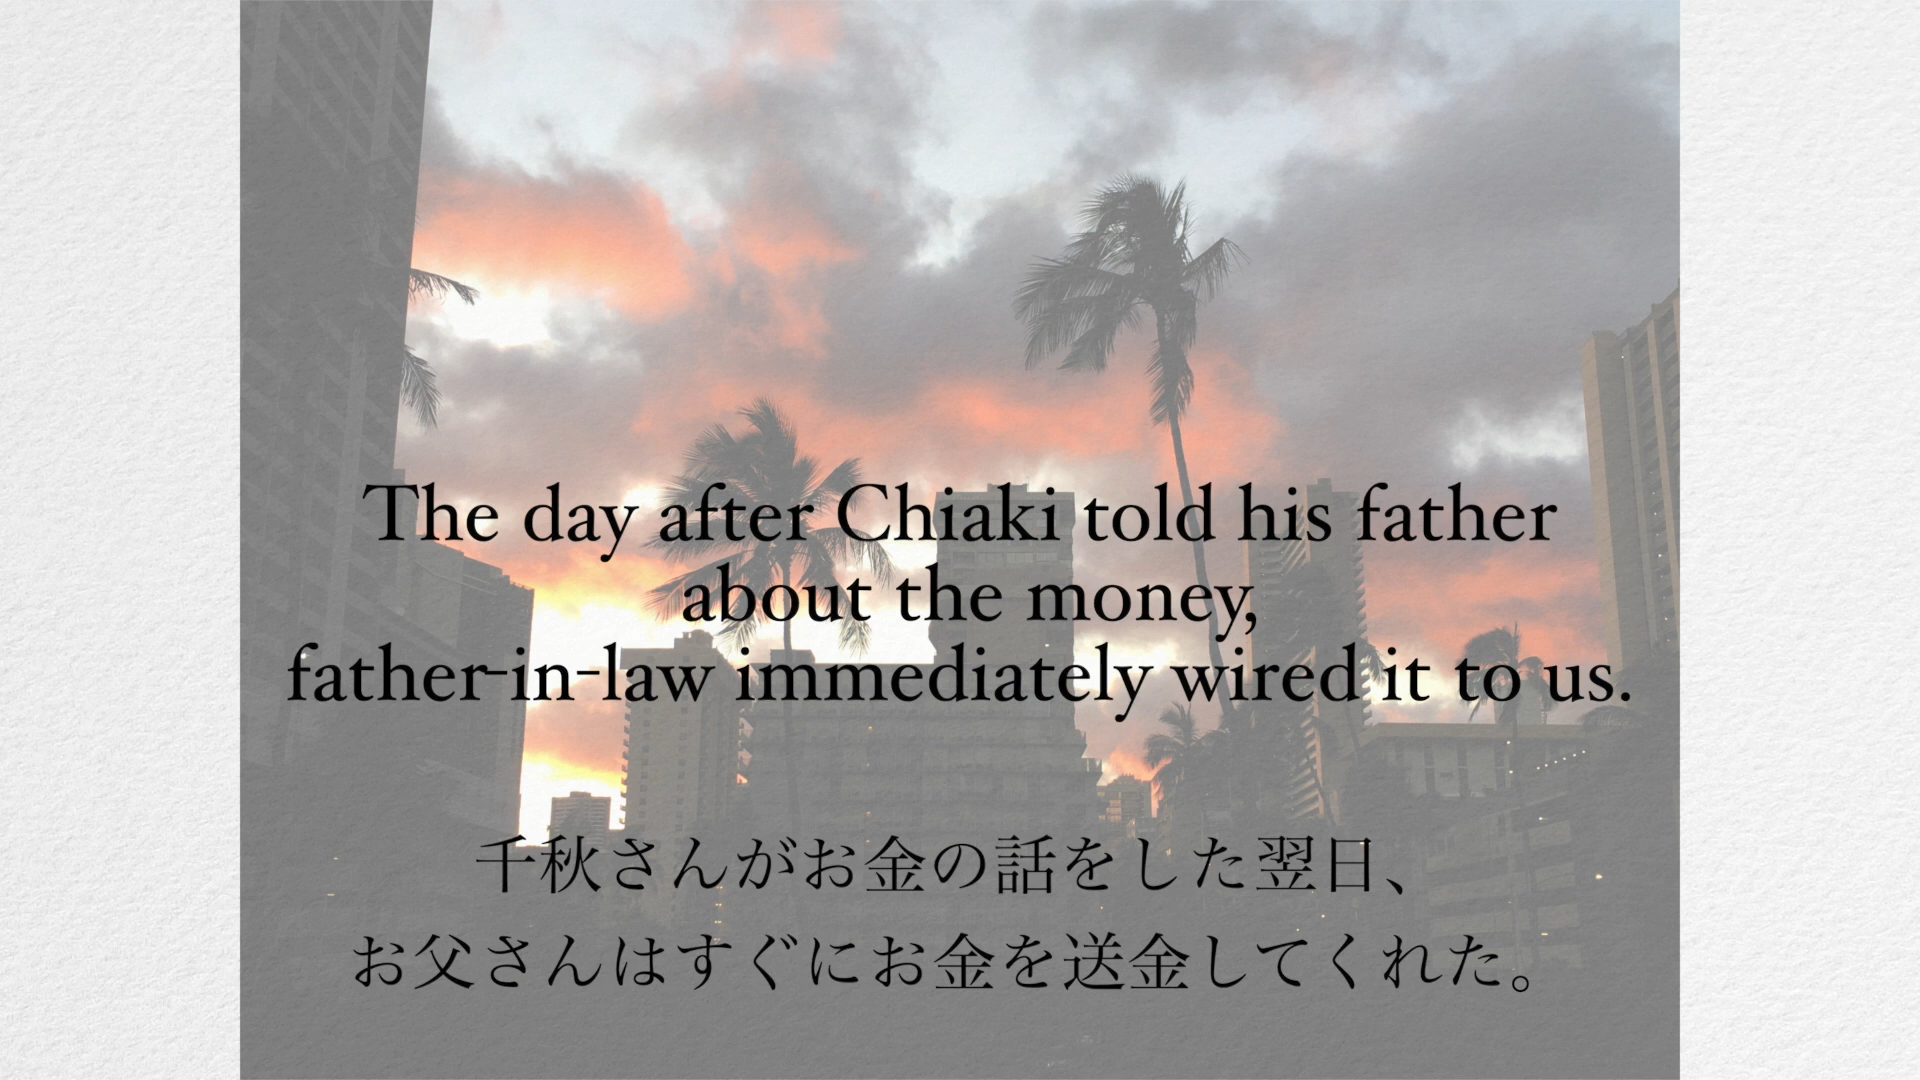 The day after Chiaki told his father
about the money,
father-in-law immediately wired it to us.
千秋さんがお金の話をした翌日、
お父さんはすぐにお金を送金してくれた。